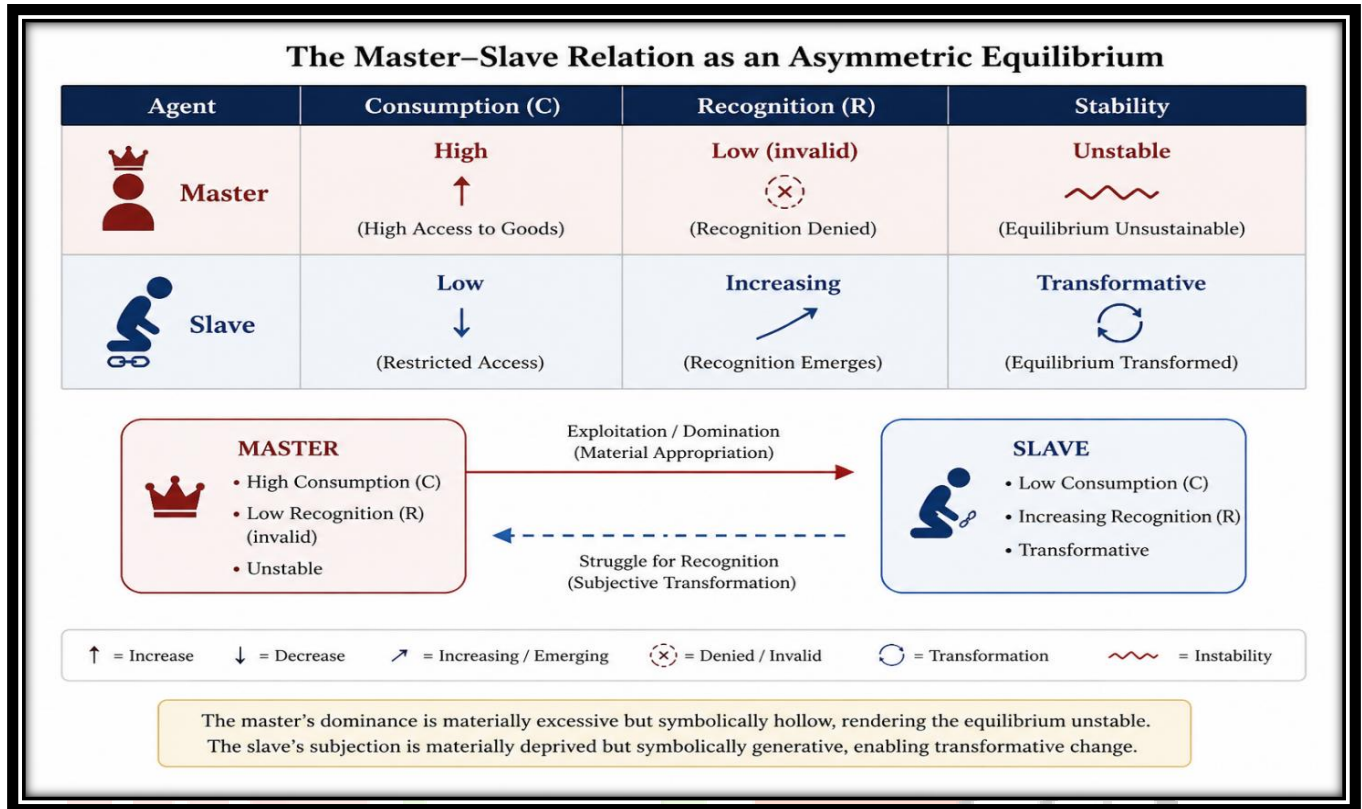 The Master–Slave Relation as an Asymmetric Equilibrium
Agent Consumption (C) Recognition (R) Stability
Master
High
(High Access to Goods)
Low (invalid)
(Recognition Denied)
Unstable
(Equilibrium Unsustainable)
Slave
Low
(Restricted Access)
Increasing
(Recognition Emerges)
Transformative
(Equilibrium Transformed)
MASTER
• High Consumption (C)
• Low Recognition (R)
(invalid)
• Unstable
Exploitation / Domination
(Material Appropriation)
Struggle for Recognition
(Subjective Transformation)
SLAVE
• Low Consumption (C)
• Increasing Recognition (R)
• Transformative
↑ = Increase ↓ = Decrease ↗ = Increasing / Emerging = Denied / Invalid = Transformation = Instability
The master’s dominance is materially excessive but symbolically hollow, rendering the equilibrium unstable.
The slave’s subjection is materially deprived but symbolically generative, enabling transformative change.